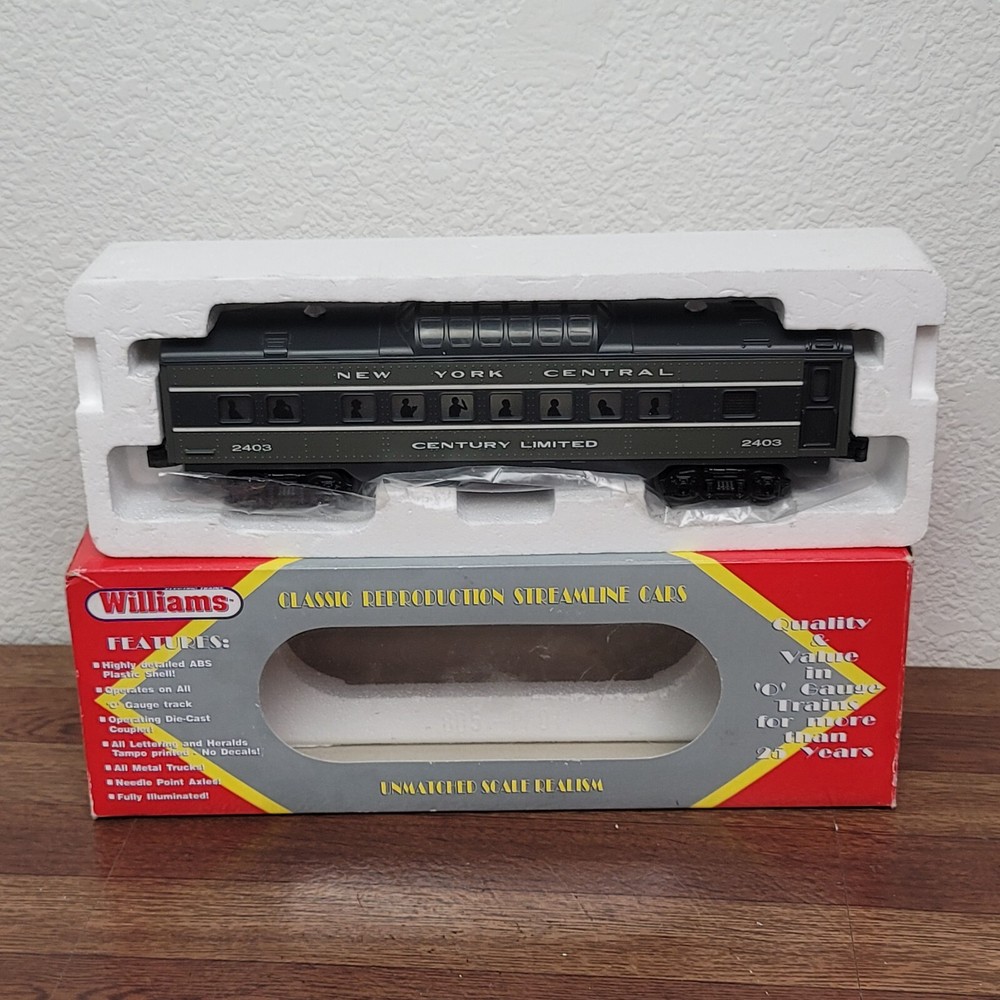 NEW YORK CENTRAL
2403 CENTURY LIMITED 2403
Williams
CLASSIC REPRODUCTION STREAMLINE CARS
FEATURES:
■ Highly detailed ABS
Plastic Shell!
■ Operates on All
'O' Gauge track
■ Operating Die-Cast
Coupler!
■ All Lettering and Heralds
Tampo printed - No Decals!
■ All Metal Trucks!
■ Needle Point Axles!
■ Fully Illuminated!
Quality
&
Value
in
'O' Gauge
Trains
for more
than
25 Years
UNMATCHED SCALE REALISM